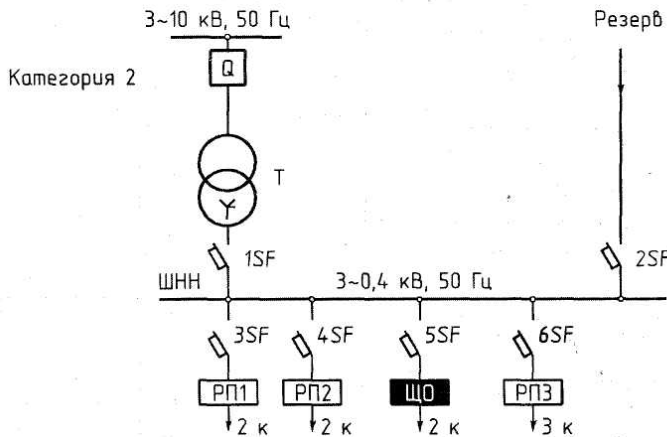 3~10 кВ, 50 Гц
Резерв
Категория 2
Q
T
1SF
2SF
ШНН
3~0,4 кВ, 50 Гц
3SF
4SF
5SF
6SF
РП1
РП2
ЩО
РП3
2 к
2 к
2 к
3 к